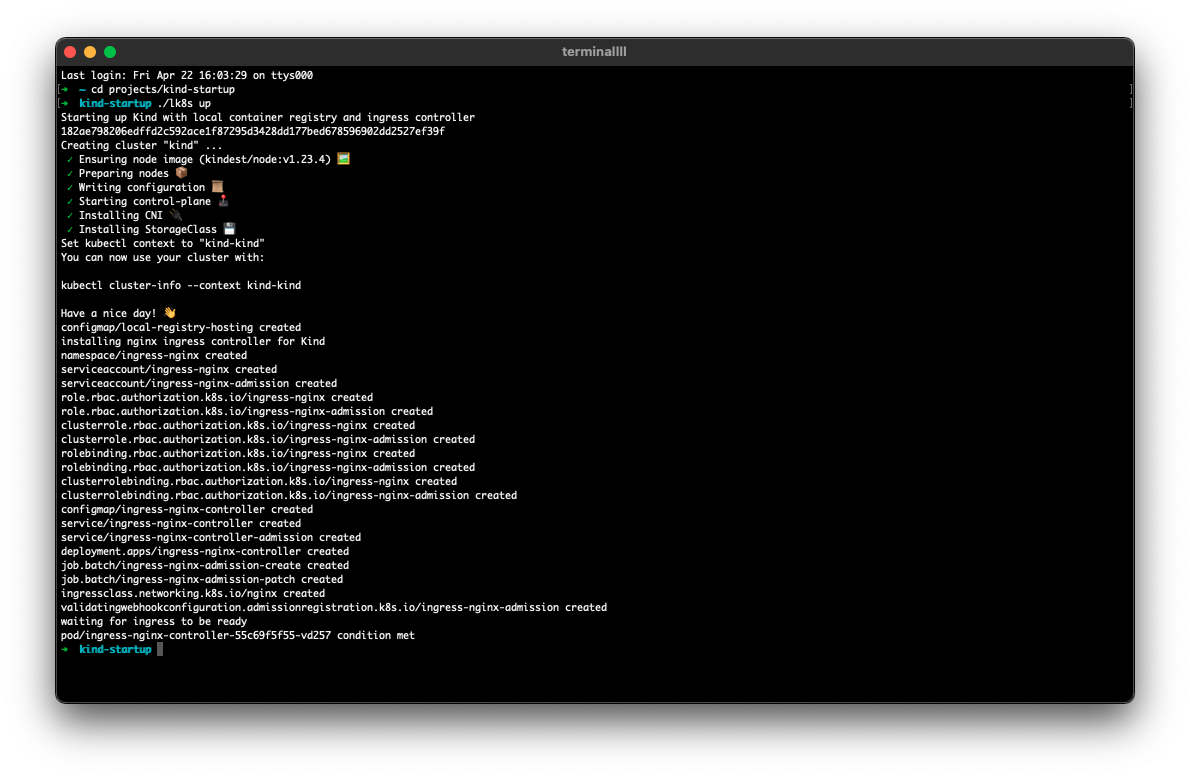 terminallll
Last login: Fri Apr 22 16:03:29 on ttys000
[➜  ~ cd projects/kind-startup ]
[➜  kind-startup ./lk8s up ]
Starting up Kind with local container registry and ingress controller
182ae798206edffd2c592ace1f87295d3428dd177bed678596902dd2527ef39f
Creating cluster "kind" ...
✓ Ensuring node image (kindest/node:v1.23.4) 🖼
✓ Preparing nodes 📦
✓ Writing configuration 📜
✓ Starting control-plane 🕹
✓ Installing CNI 🔌
✓ Installing StorageClass 💾
Set kubectl context to "kind-kind"
You can now use your cluster with:
kubectl cluster-info --context kind-kind
Have a nice day! 👋
configmap/local-registry-hosting created
installing nginx ingress controller for Kind
namespace/ingress-nginx created
serviceaccount/ingress-nginx created
serviceaccount/ingress-nginx-admission created
role.rbac.authorization.k8s.io/ingress-nginx created
role.rbac.authorization.k8s.io/ingress-nginx-admission created
clusterrole.rbac.authorization.k8s.io/ingress-nginx created
clusterrole.rbac.authorization.k8s.io/ingress-nginx-admission created
rolebinding.rbac.authorization.k8s.io/ingress-nginx created
rolebinding.rbac.authorization.k8s.io/ingress-nginx-admission created
clusterrolebinding.rbac.authorization.k8s.io/ingress-nginx created
clusterrolebinding.rbac.authorization.k8s.io/ingress-nginx-admission created
configmap/ingress-nginx-controller created
service/ingress-nginx-controller created
service/ingress-nginx-controller-admission created
deployment.apps/ingress-nginx-controller created
job.batch/ingress-nginx-admission-create created
job.batch/ingress-nginx-admission-patch created
ingressclass.networking.k8s.io/nginx created
validatingwebhookconfiguration.admissionregistration.k8s.io/ingress-nginx-admission created
waiting for ingress to be ready
pod/ingress-nginx-controller-55c69f5f55-vd257 condition met
➜  kind-startup